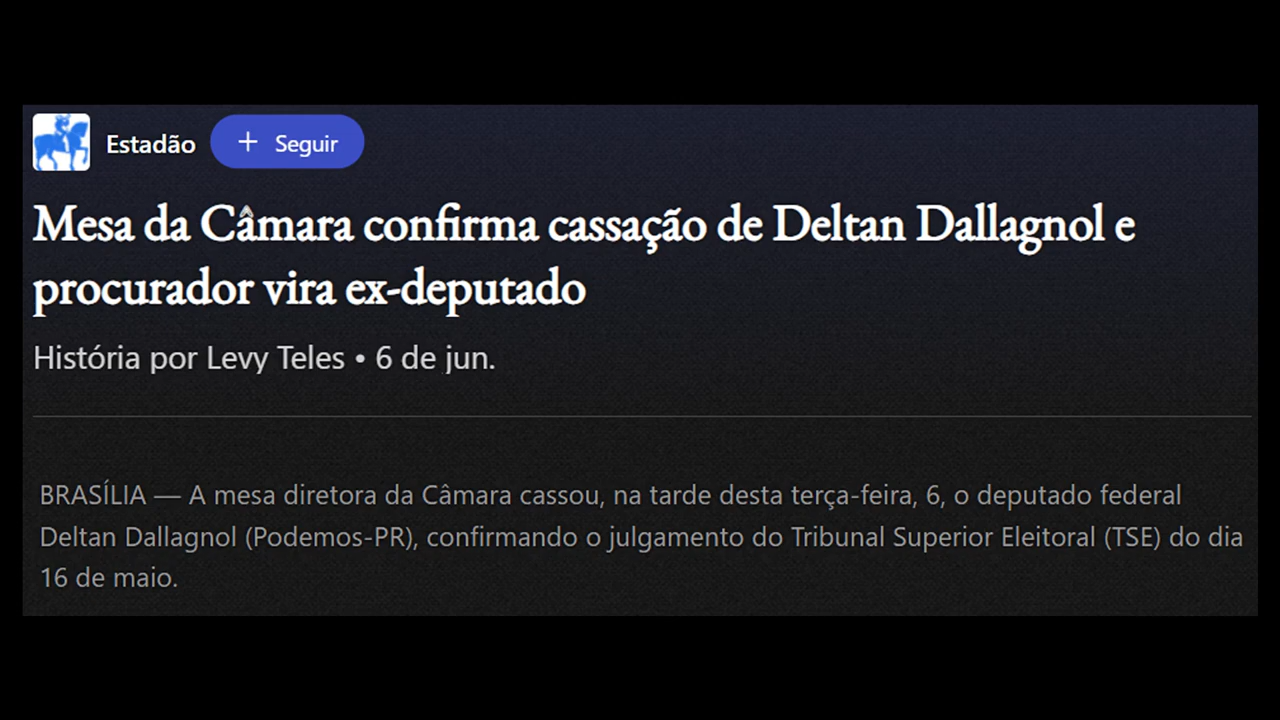 Estadão + Seguir
Mesa da Câmara confirma cassação de Deltan Dallagnol e
procurador vira ex-deputado
História por Levy Teles • 6 de jun.
BRASÍLIA — A mesa diretora da Câmara cassou, na tarde desta terça-feira, 6, o deputado federal
Deltan Dallagnol (Podemos-PR), confirmando o julgamento do Tribunal Superior Eleitoral (TSE) do dia
16 de maio.